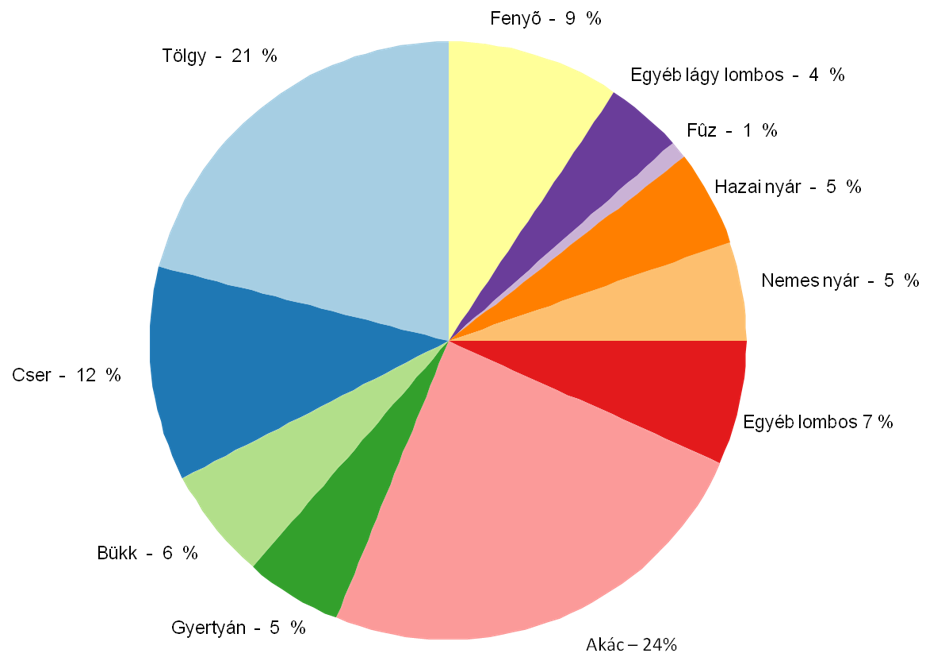 Fenyõ - 9 %
Tölgy - 21 %
Egyéb lágy lombos - 4 %
Fûz - 1 %
Hazai nyár - 5 %
Nemes nyár - 5 %
Cser - 12 %
Egyéb lombos 7 %
Bükk - 6 %
Gyertyán - 5 %
Akác – 24%